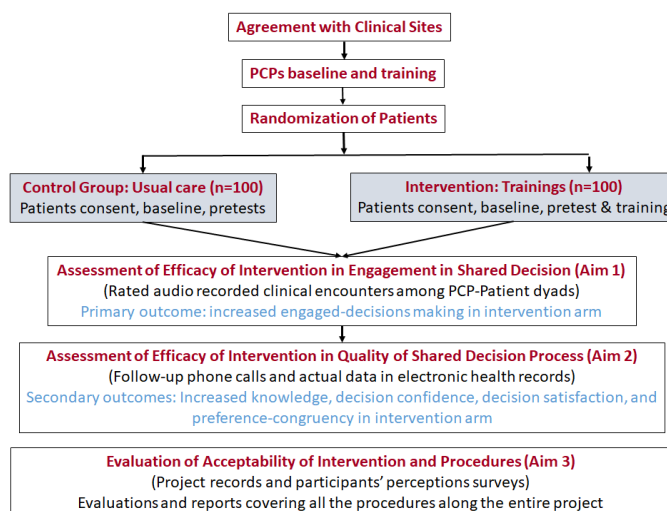 Agreement with Clinical Sites
PCPs baseline and training
Randomization of Patients
Control Group: Usual care (n=100)
Patients consent, baseline, pretests
Intervention: Trainings (n=100)
Patients consent, baseline, pretest & training
Assessment of Efficacy of Intervention in Engagement in Shared Decision (Aim 1)
(Rated audio recorded clinical encounters among PCP-Patient dyads)
Primary outcome: increased engaged-decisions making in intervention arm
Assessment of Efficacy of Intervention in Quality of Shared Decision Process (Aim 2)
(Follow-up phone calls and actual data in electronic health records)
Secondary outcomes: Increased knowledge, decision confidence, decision satisfaction, and
preference-congruency in intervention arm
Evaluation of Acceptability of Intervention and Procedures (Aim 3)
(Project records and participants’ perceptions surveys)
Evaluations and reports covering all the procedures along the entire project